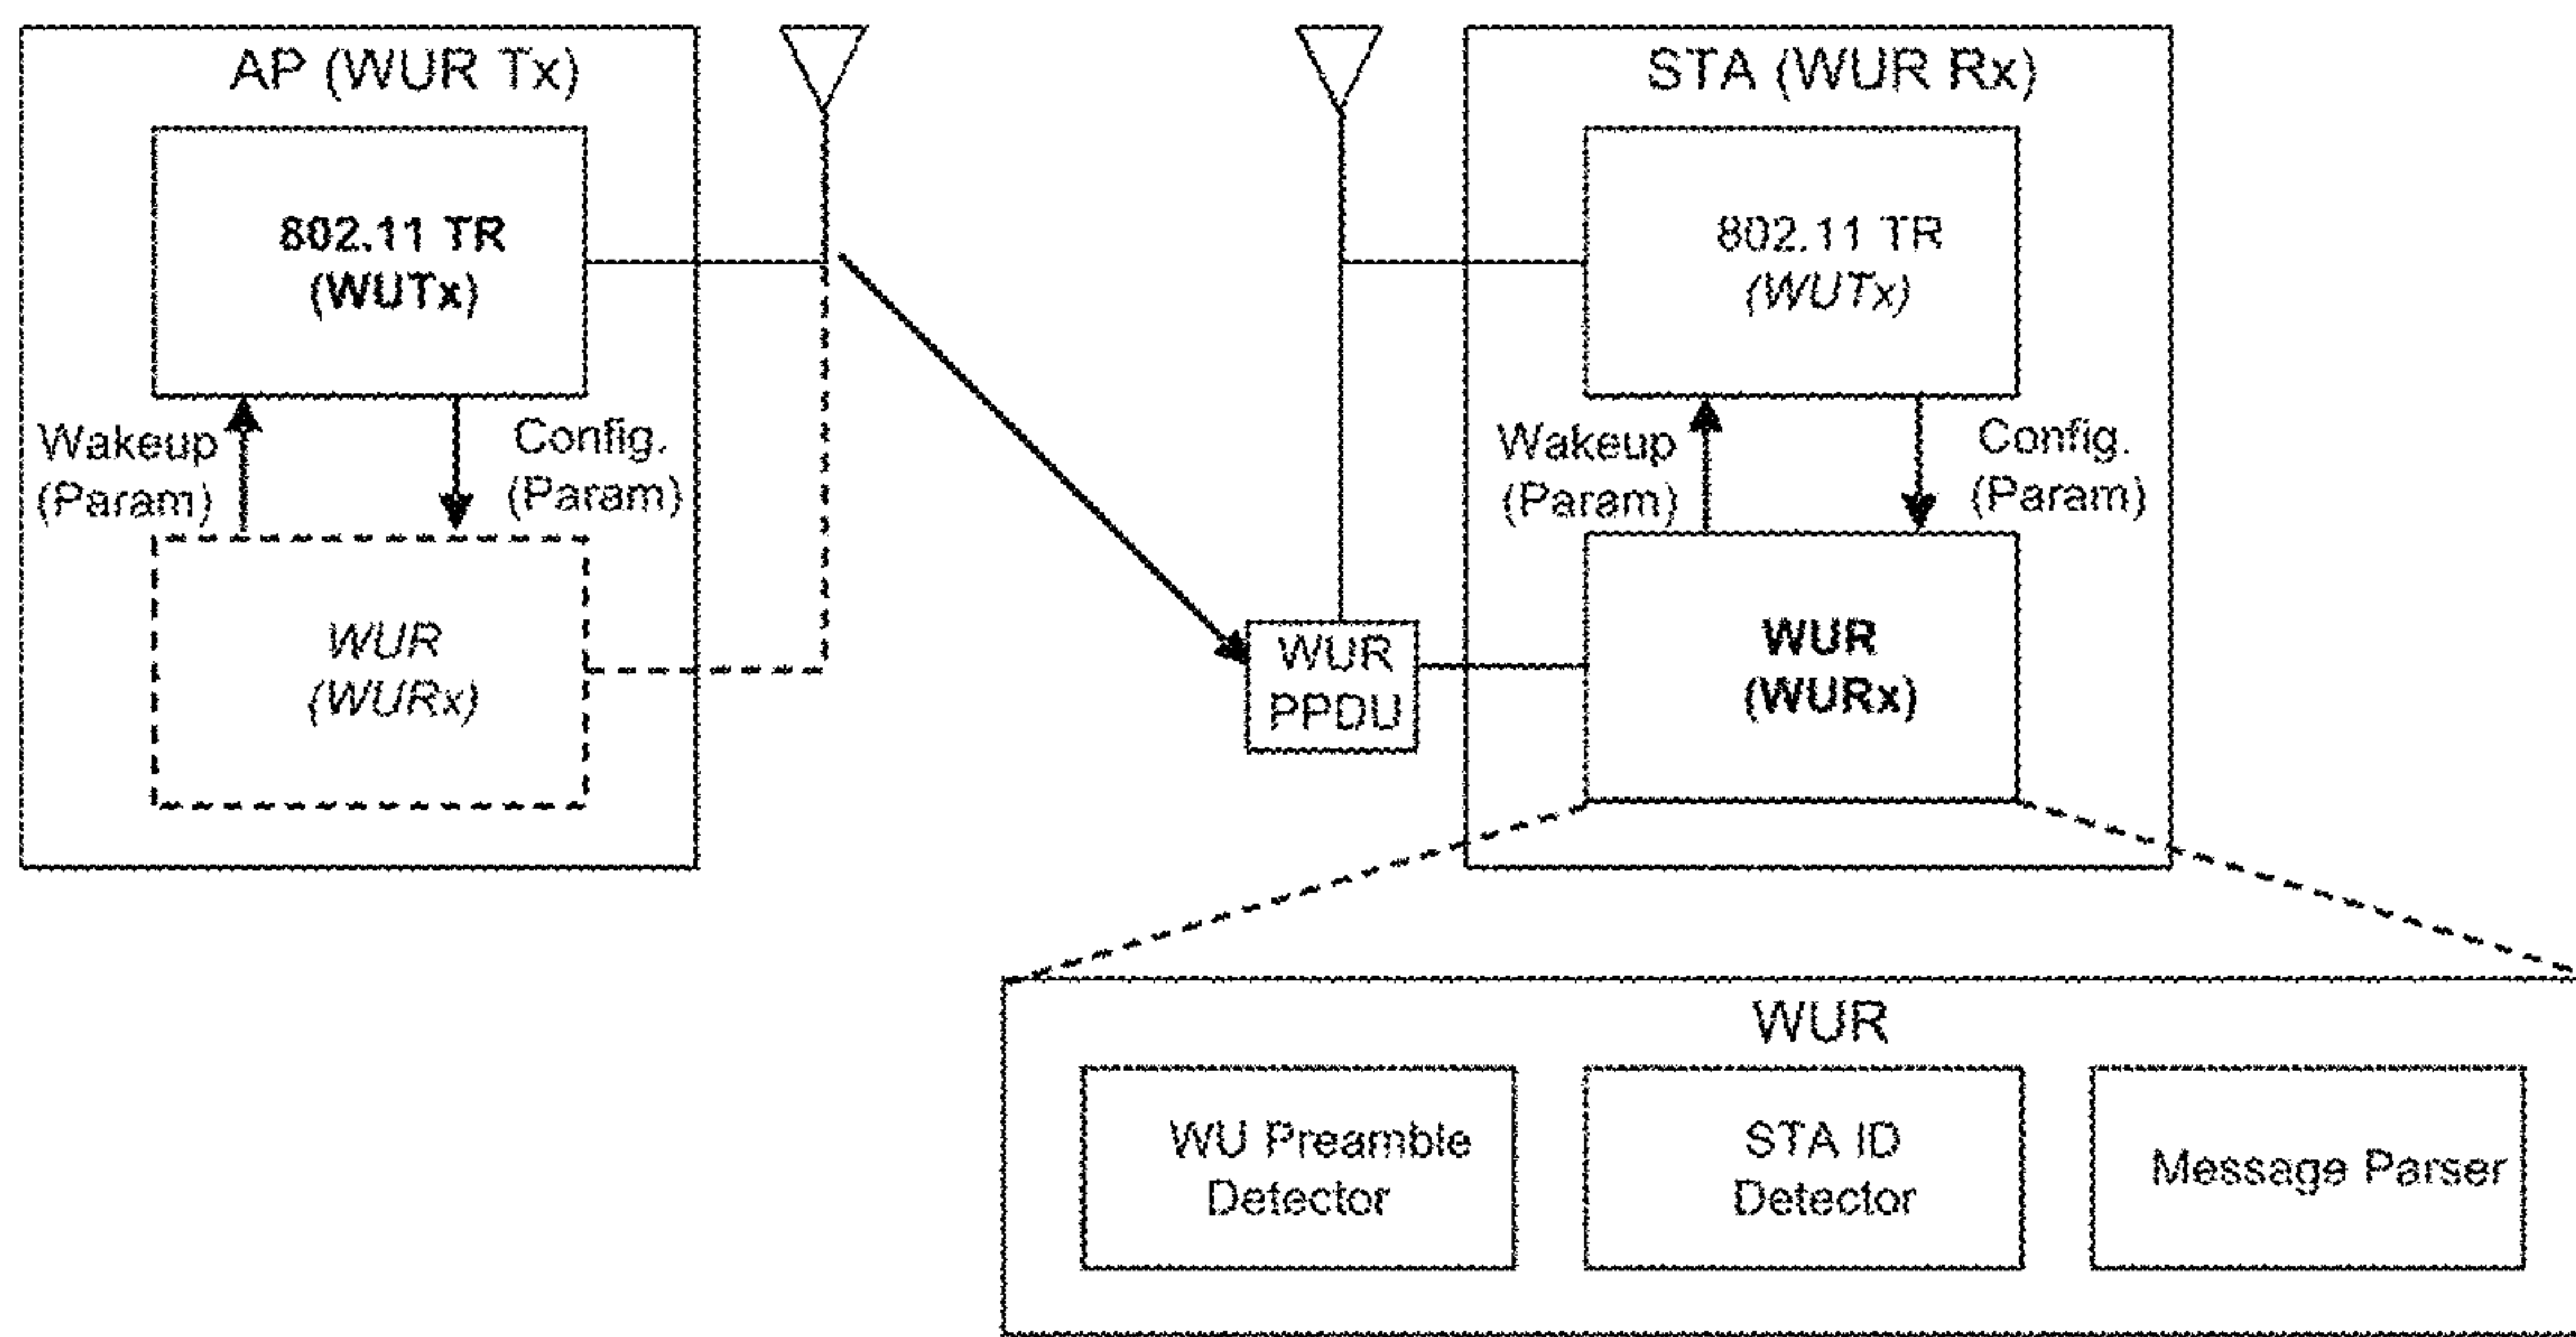 AP (WUR Tx)
802.11 TR
(WUTx)
Wakeup
(Param)
Config.
(Param)
WUR
(WURx)
WUR
PPDU
STA (WUR Rx)
802.11 TR
(WUTx)
Wakeup
(Param)
Config.
(Param)
WUR
(WURx)
WUR
WU Preamble
Detector
STA ID
Detector
Message Parser